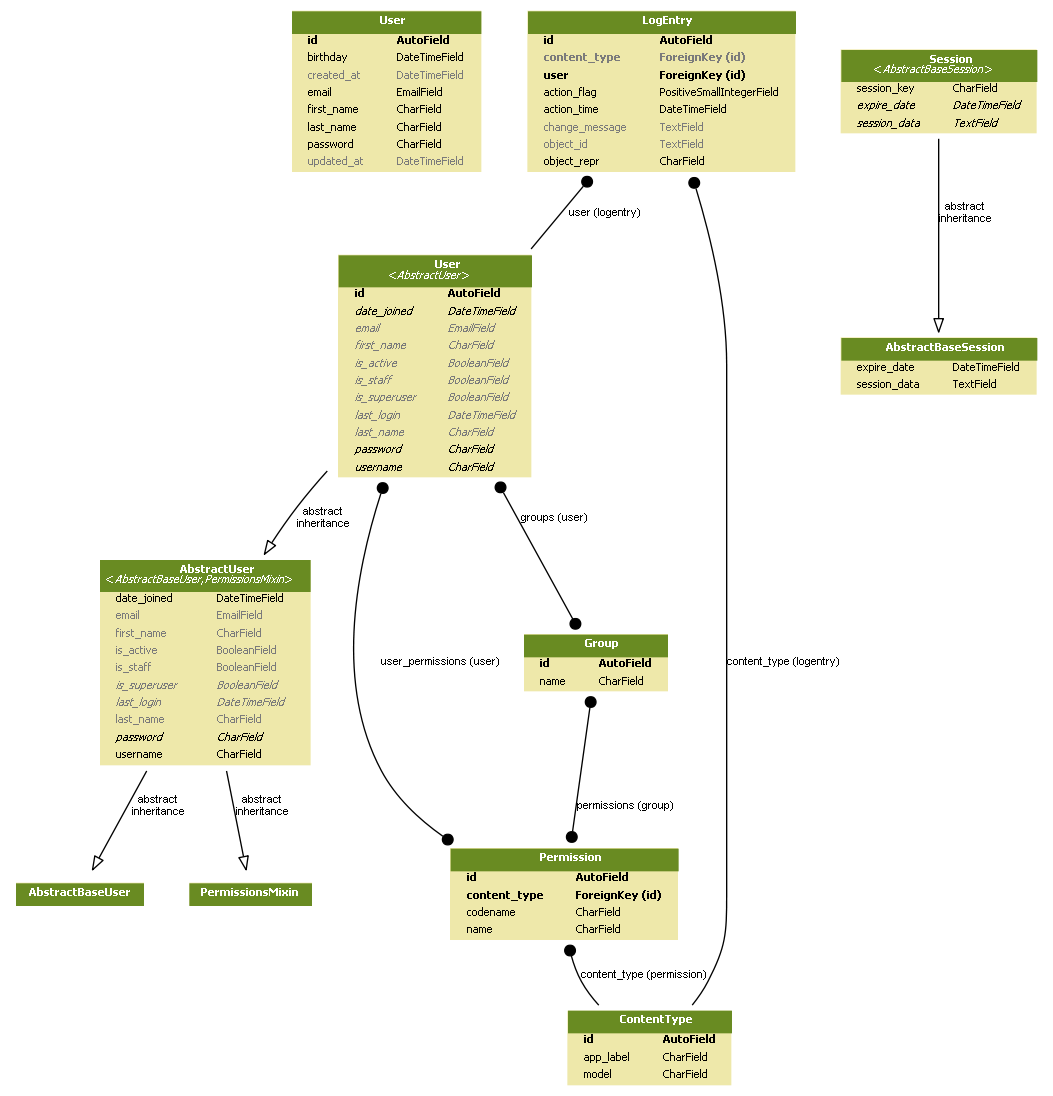 User
id AutoField
birthday DateTimeField
created_at DateTimeField
email EmailField
first_name CharField
last_name CharField
password CharField
updated_at DateTimeField
LogEntry
id AutoField
content_type ForeignKey (id)
user ForeignKey (id)
action_flag PositiveSmallIntegerField
action_time DateTimeField
change_message TextField
object_id TextField
object_repr CharField
Session
<AbstractBaseSession>
session_key CharField
expire_date DateTimeField
session_data TextField
user (logentry)
abstract
inheritance
User
<AbstractUser>
id AutoField
date_joined DateTimeField
email EmailField
first_name CharField
is_active BooleanField
is_staff BooleanField
is_superuser BooleanField
last_login DateTimeField
last_name CharField
password CharField
username CharField
AbstractBaseSession
expire_date DateTimeField
session_data TextField
abstract
inheritance
groups (user)
AbstractUser
<AbstractBaseUser,PermissionsMixin>
date_joined DateTimeField
email EmailField
first_name CharField
is_active BooleanField
is_staff BooleanField
is_superuser BooleanField
last_login DateTimeField
last_name CharField
password CharField
username CharField
user_permissions (user)
Group
id AutoField
name CharField
content_type (logentry)
abstract
inheritance
abstract
inheritance
permissions (group)
AbstractBaseUser
PermissionsMixin
Permission
id AutoField
content_type ForeignKey (id)
codename CharField
name CharField
content_type (permission)
ContentType
id AutoField
app_label CharField
model CharField